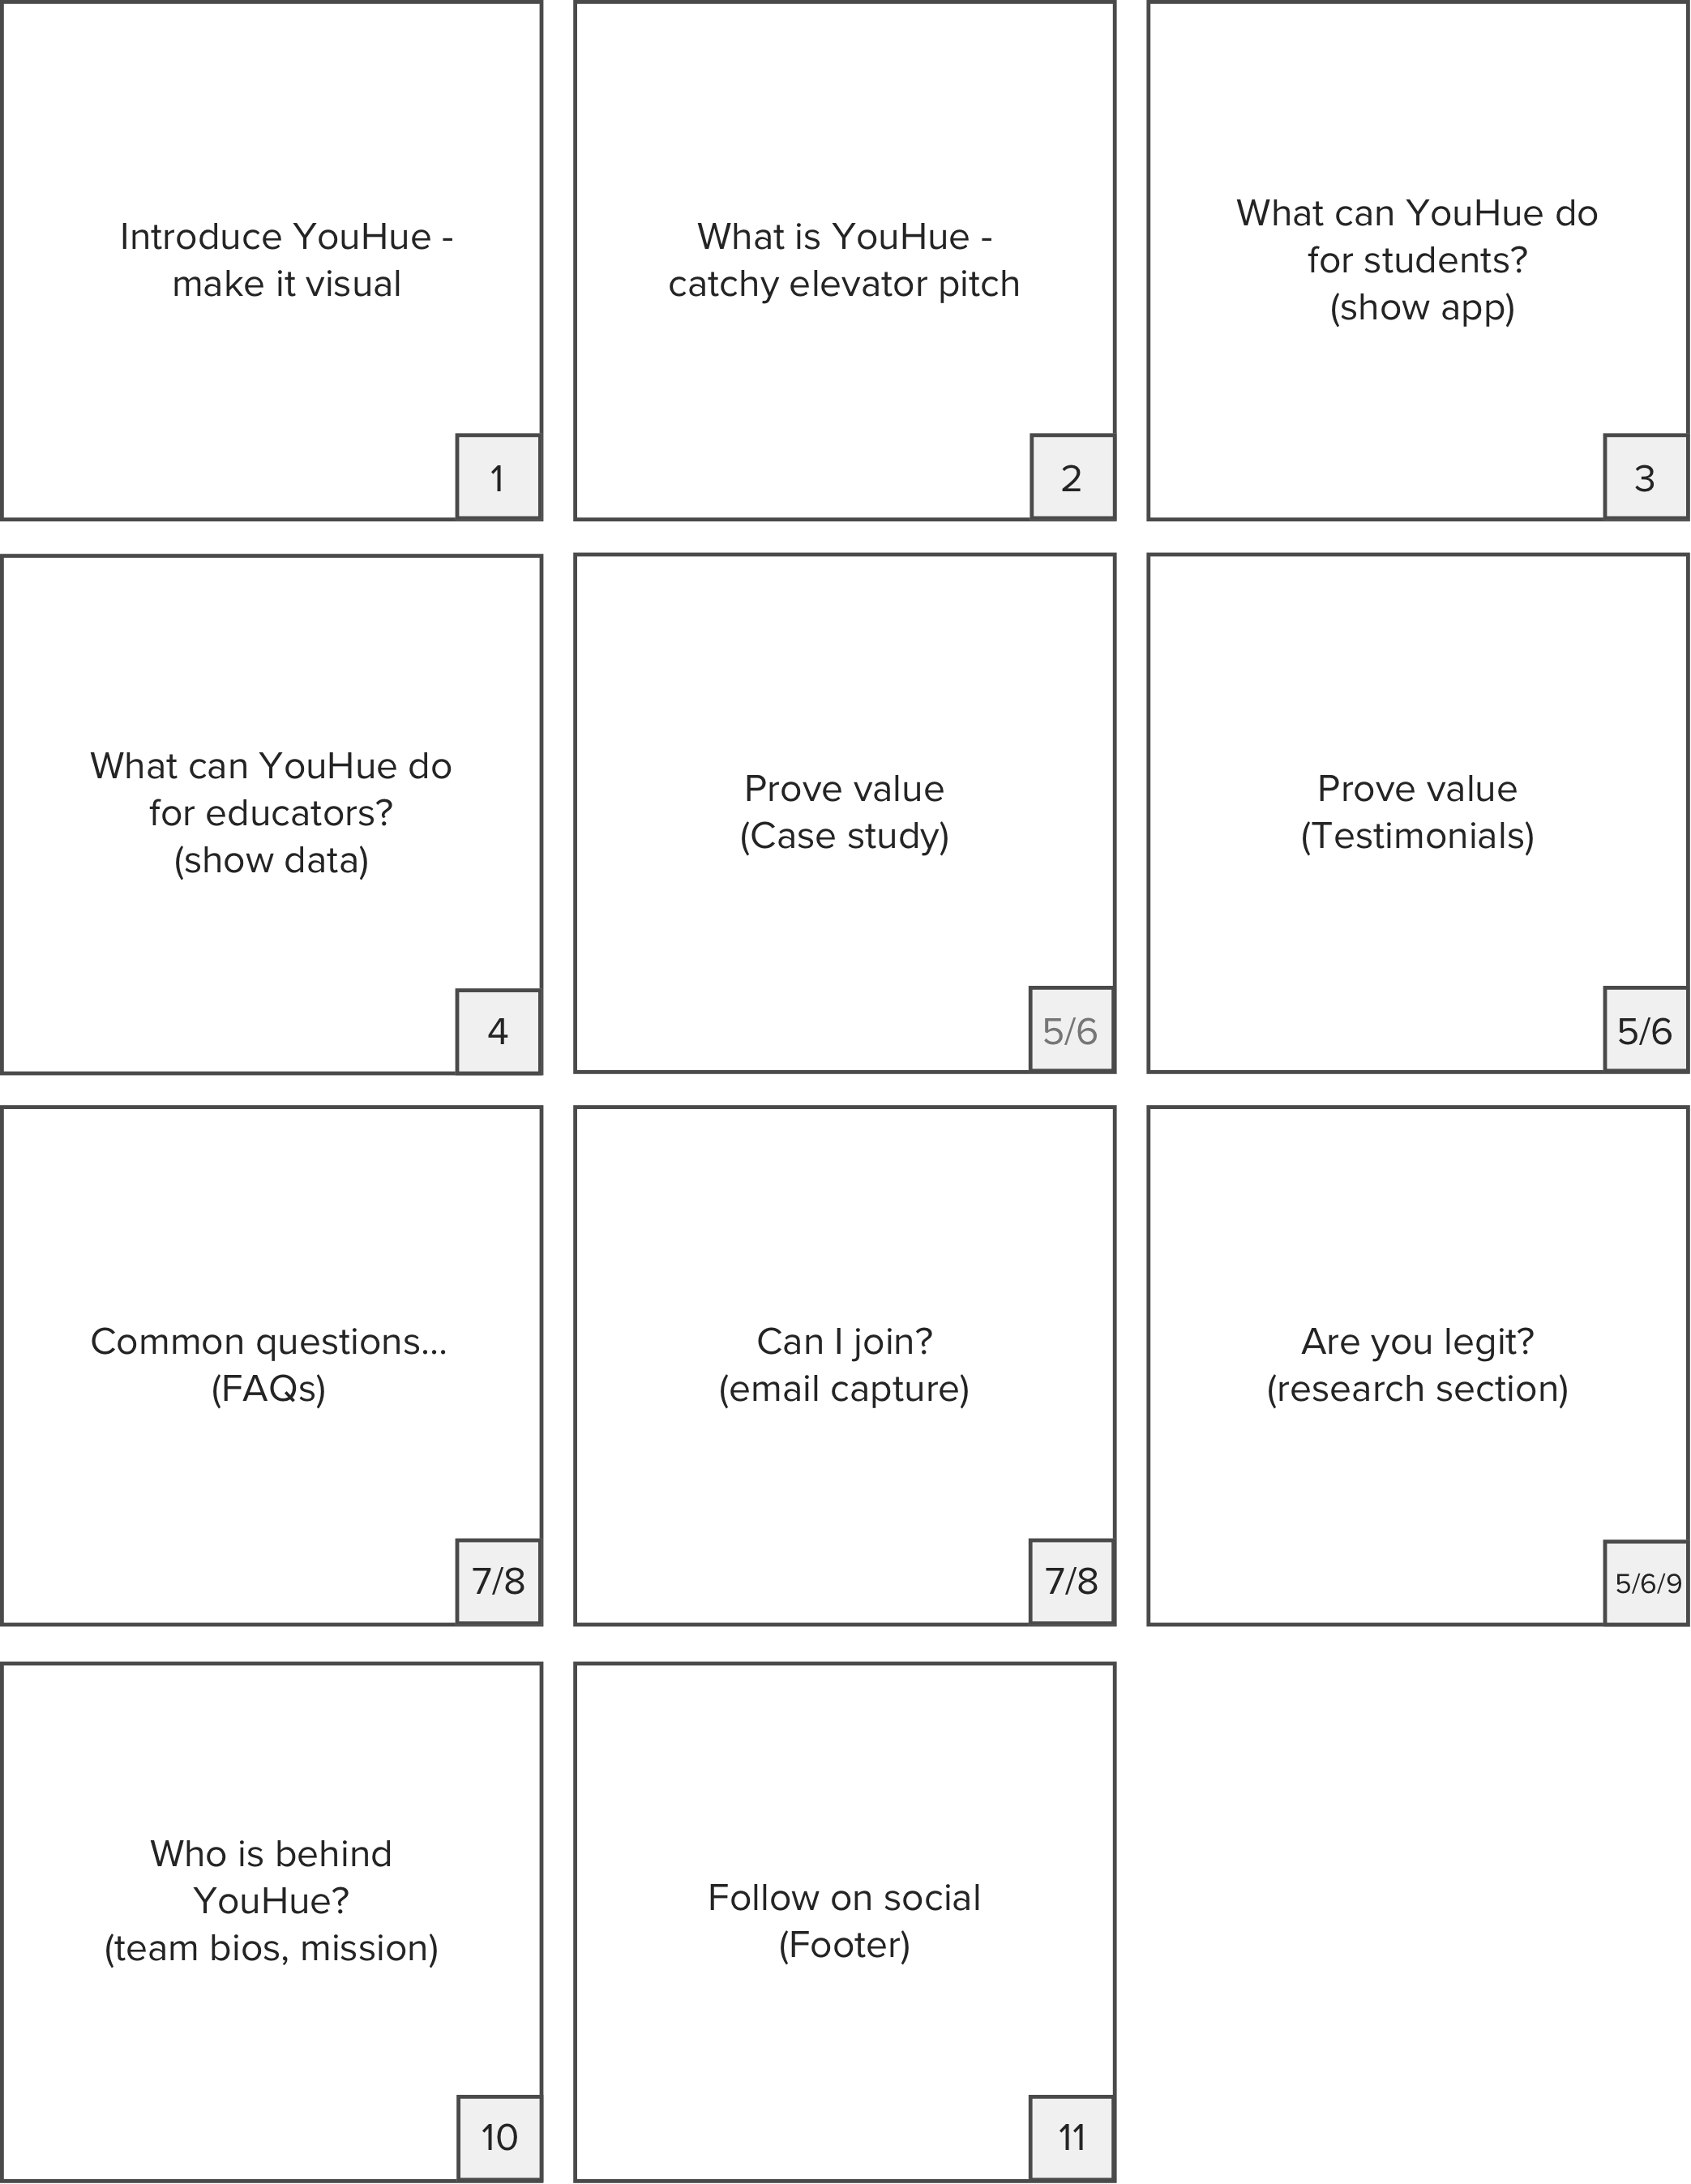 Introduce YouHue -
make it visual
1
What is YouHue -
catchy elevator pitch
2
What can YouHue do
for students?
(show app)
3
What can YouHue do
for educators?
(show data)
4
Prove value
(Case study)
5/6
Prove value
(Testimonials)
5/6
Common questions...
(FAQs)
7/8
Can I join?
(email capture)
7/8
Are you legit?
(research section)
5/6/9
Who is behind
YouHue?
(team bios, mission)
10
Follow on social
(Footer)
11